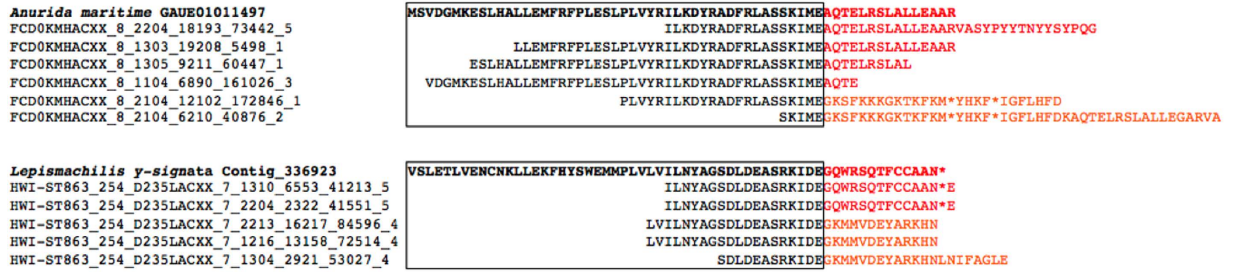 Anurida maritime GAUE01011497 MSVDGMKESLHALLEMFRFPLESLPLVYRILKDYRADFRLASSKIMEAQTELRSLALLEAAR
FCD0KMHACXX_8_2204_18193_73442_5 ILKDYRADFRLASSKIMEAQTELRSLALLEAARVASYPYYTNYYSYPQG
FCD0KMHACXX_8_1303_19208_5498_1 LLEMFRFPLESLPLVYRILKDYRADFRLASSKIMEAQTELRSLALLEAAR
FCD0KMHACXX_8_1305_9211_60447_1 ESLHALLEMFRFPLESLPLVYRILKDYRADFRLASSKIMEAQTELRSLAL
FCD0KMHACXX_8_1104_6890_161026_3 VDGMKESLHALLEMFRFPLESLPLVYRILKDYRADFRLASSKIMEAQTE
FCD0KMHACXX_8_2104_12102_172846_1 PLVYRILKDYRADFRLASSKIMEGKSFKKKGKTKFKM*YHKF*IGFLHFD
FCD0KMHACXX_8_2104_6210_40876_2 SKIMEGKSFKKKGKTKFKM*YHKF*IGFLHFDKAQTELRSLALLEGARVA
Lepismachilis y-signata Contig_336923 VSLETLVENCNKLLEKFHYSWEMMPLVLVILNYAGSDLDEASRKIDEGQWRSQTFCCAAN*
HWI-ST863_254_D235LACXX_7_1310_6553_41213_5 ILNYAGSDLDEASRKIDEGQWRSQTFCCAAN*E
HWI-ST863_254_D235LACXX_7_2204_2322_41551_5 ILNYAGSDLDEASRKIDEGQWRSQTFCCAAN*E
HWI-ST863_254_D235LACXX_7_2213_16217_84596_4 LVILNYAGSDLDEASRKIDEGKMMVDEYARKHN
HWI-ST863_254_D235LACXX_7_1216_13158_72514_4 LVILNYAGSDLDEASRKIDEGKMMVDEYARKHN
HWI-ST863_254_D235LACXX_7_1304_2921_53027_4 SDLDEASRKIDEGKMMVDEYARKHNLNIFAGLE